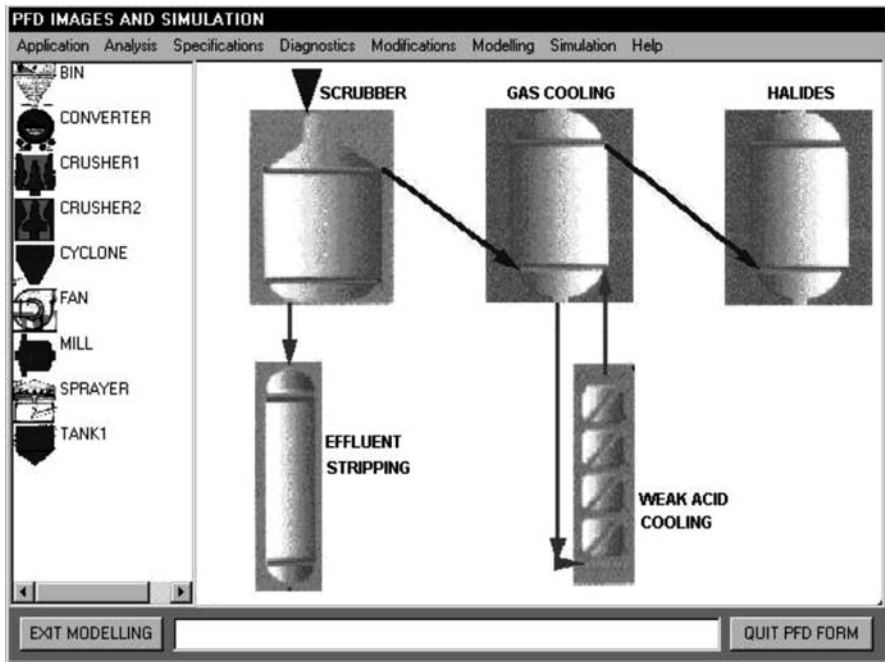 PFD IMAGES AND SIMULATION
Application Analysis Specifications Diagnostics Modifications Modelling Simulation Help
BIN
CONVERTER
CRUSHER1
CRUSHER2
CYCLONE
FAN
MILL
SPRAYER
TANK1
SCRUBBER
GAS COOLING
HALIDES
EFFLUENT
STRIPPING
WEAK ACID
COOLING
EXIT MODELLING
QUIT PFD FORM